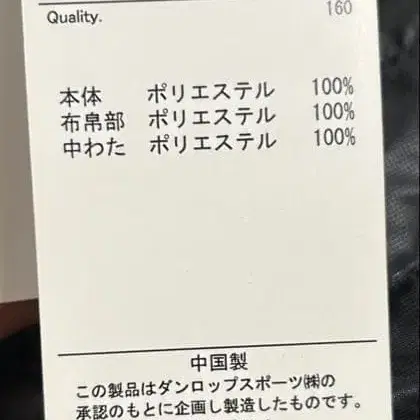 Quality. 160
本体 ポリエステル 100%
布帛部 ポリエステル 100%
中わた ポリエステル 100%
中国製
この製品はダンロップスポーツ㈱の
承認のもとに企画し製造したものです。